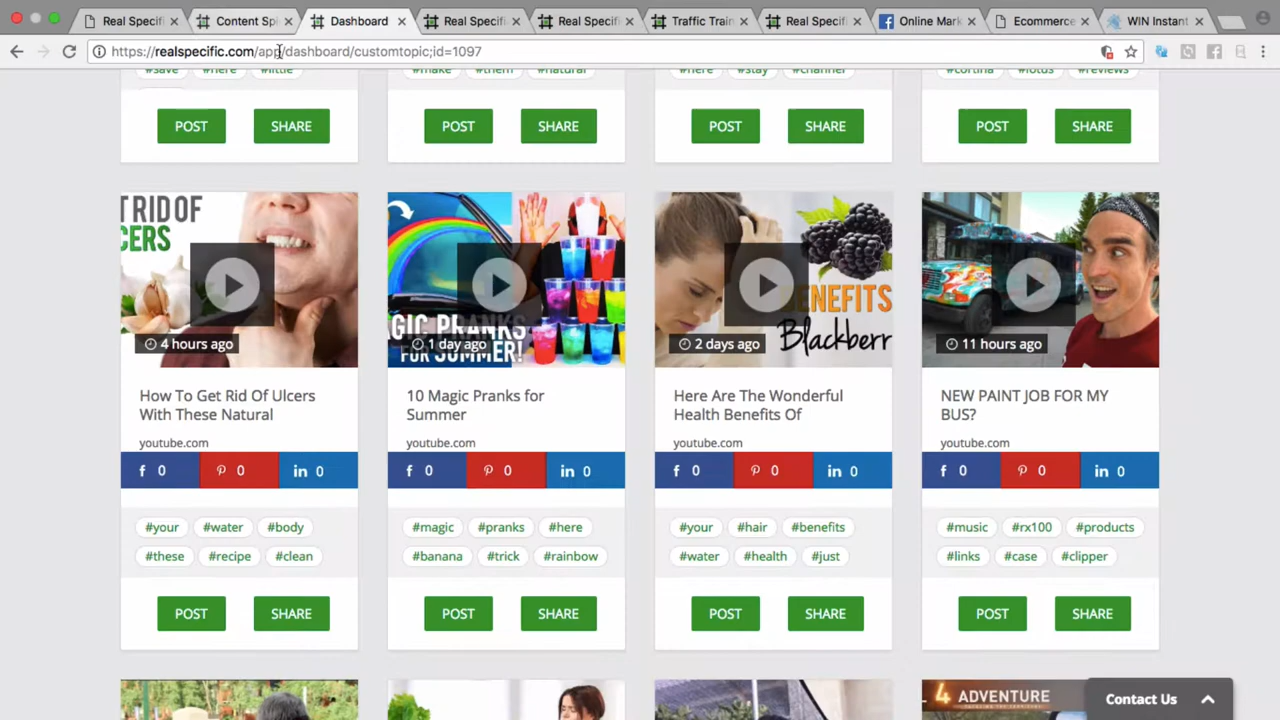 Real Specifi
Content Spi
Dashboard
Real Specific
Real Specific
Traffic Train
Real Specific
Online Mark
Ecommerce
WIN Instant
https://realspecific.com/app/dashboard/customtopic;id=1097
#save #here #little
#make #them #natural
#here #stay #channel
#cortina #lotus #reviews
POST SHARE
POST SHARE
POST SHARE
POST SHARE
T RID OF
CERS
4 hours ago
How To Get Rid Of Ulcers
With These Natural
youtube.com
f 0 0 in 0
#your #water #body
#these #recipe #clean
POST SHARE
GIC PRANKS
FOR SUMMER!
1 day ago
10 Magic Pranks for
Summer
youtube.com
f 0 0 in 0
#magic #pranks #here
#banana #trick #rainbow
POST SHARE
BENEFITS
Blackberr
2 days ago
Here Are The Wonderful
Health Benefits Of
youtube.com
f 0 0 in 0
#your #hair #benefits
#water #health #just
POST SHARE
11 hours ago
NEW PAINT JOB FOR MY
BUS?
youtube.com
f 0 0 in 0
#music #rx100 #products
#links #case #clipper
POST SHARE
4 ADVENTURE
Contact Us